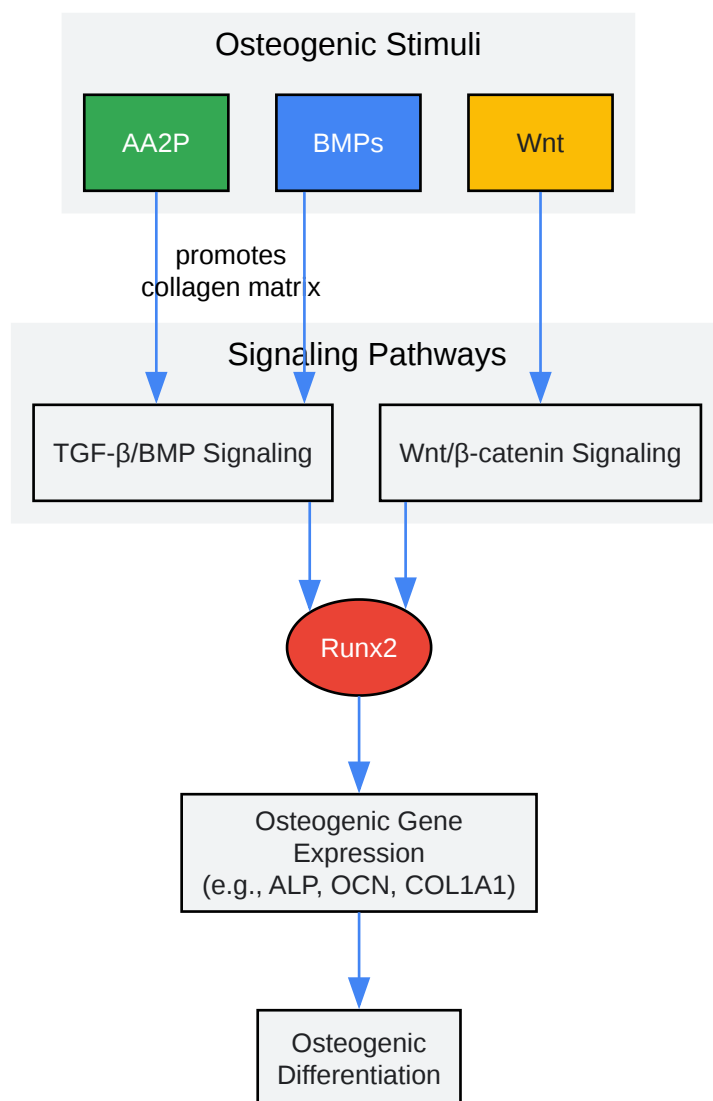 Osteogenic Stimuli
AA2P
BMPs
Wnt
promotes
collagen matrix
Signaling Pathways
TGF-β/BMP Signaling
Wnt/β-catenin Signaling
Runx2
Osteogenic Gene
Expression
(e.g., ALP, OCN, COL1A1)
Osteogenic
Differentiation